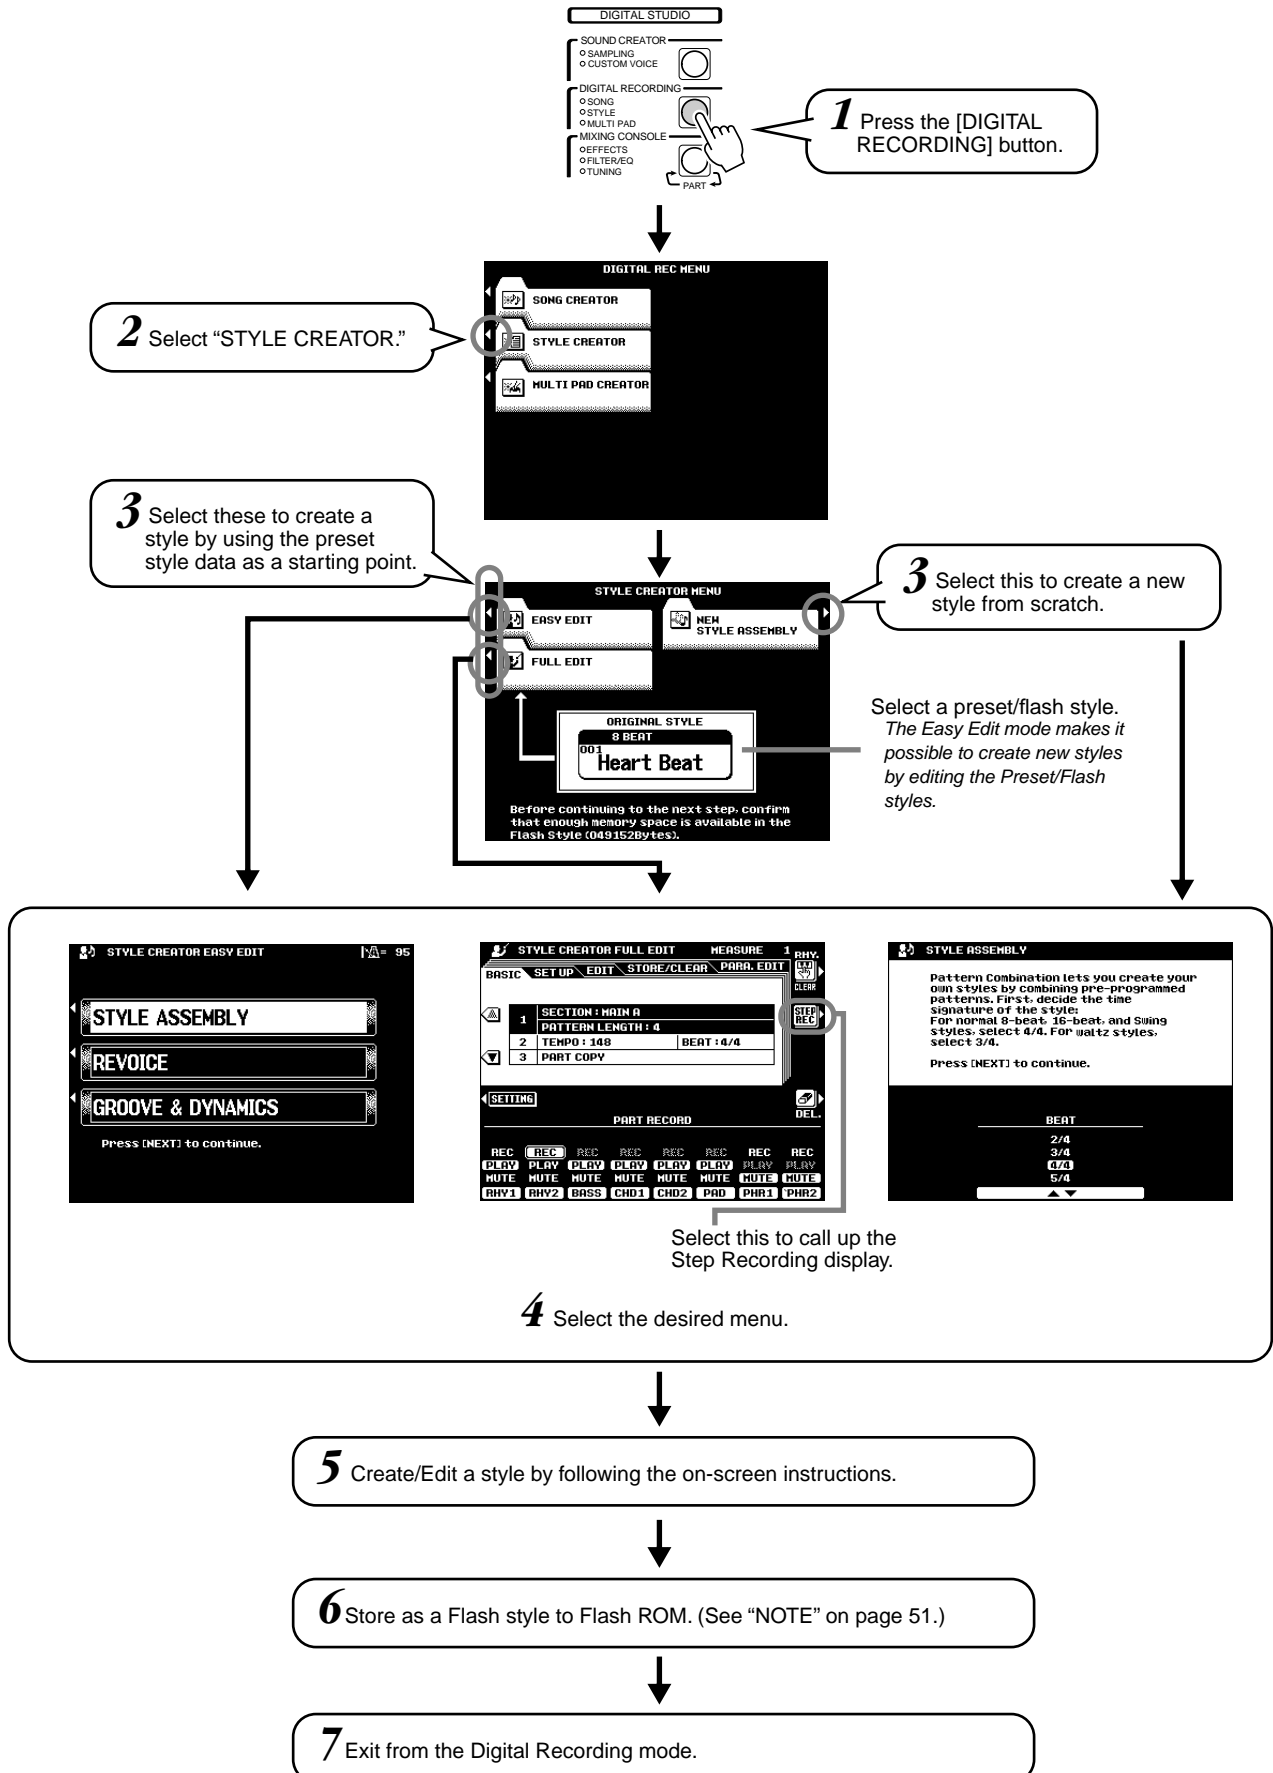 DIGITAL STUDIO
SOUND CREATOR
SAMPLING
CUSTOM VOICE
DIGITAL RECORDING
SONG
STYLE
MULTI PAD
MIXING CONSOLE
EFFECTS
FILTER/EQ
TUNING
PART
1 Press the [DIGITAL
RECORDING] button.
DIGITAL REC MENU
SONG CREATOR
STYLE CREATOR
MULTI PAD CREATOR
2 Select “STYLE CREATOR.”
3 Select these to create a
style by using the preset
style data as a starting point.
STYLE CREATOR MENU
EASY EDIT
NEW
STYLE ASSEMBLY
FULL EDIT
ORIGINAL STYLE
8 BEAT
001
Heart Beat
Before continuing to the next step, confirm
that enough memory space is available in the
Flash Style (049152Bytes).
3 Select this to create a new
style from scratch.
Select a preset/flash style.
The Easy Edit mode makes it
possible to create new styles
by editing the Preset/Flash
styles.
STYLE CREATOR EASY EDIT = 95
STYLE ASSEMBLY
REVOICE
GROOVE & DYNAMICS
Press [NEXT] to continue.
STYLE CREATOR FULL EDIT MEASURE 1 RHY.
BASIC SET UP EDIT STORE/CLEAR PARA. EDIT
CLEAR
1 SECTION : MAIN A
PATTERN LENGTH : 4
STEP
REC
2 TEMPO : 148 BEAT : 4/4
3 PART COPY
SETTING
DEL.
PART RECORD
REC REC REC REC REC REC REC REC
PLAY PLAY PLAY PLAY PLAY PLAY PLAY PLAY
MUTE MUTE MUTE MUTE MUTE MUTE MUTE MUTE
RHY1 RHY2 BASS CHD1 CHD2 PAD PHR1 PHR2
Select this to call up the
Step Recording display.
STYLE ASSEMBLY
Pattern Combination lets you create your
own styles by combining pre-programmed
patterns. First, decide the time
signature of the style:
For normal 8-beat, 16-beat, and Swing
styles, select 4/4. For waltz styles,
select 3/4.
Press [NEXT] to continue.
BEAT
2/4
3/4
4/4
5/4
4 Select the desired menu.
5 Create/Edit a style by following the on-screen instructions.
6 Store as a Flash style to Flash ROM. (See “NOTE” on page 51.)
7 Exit from the Digital Recording mode.